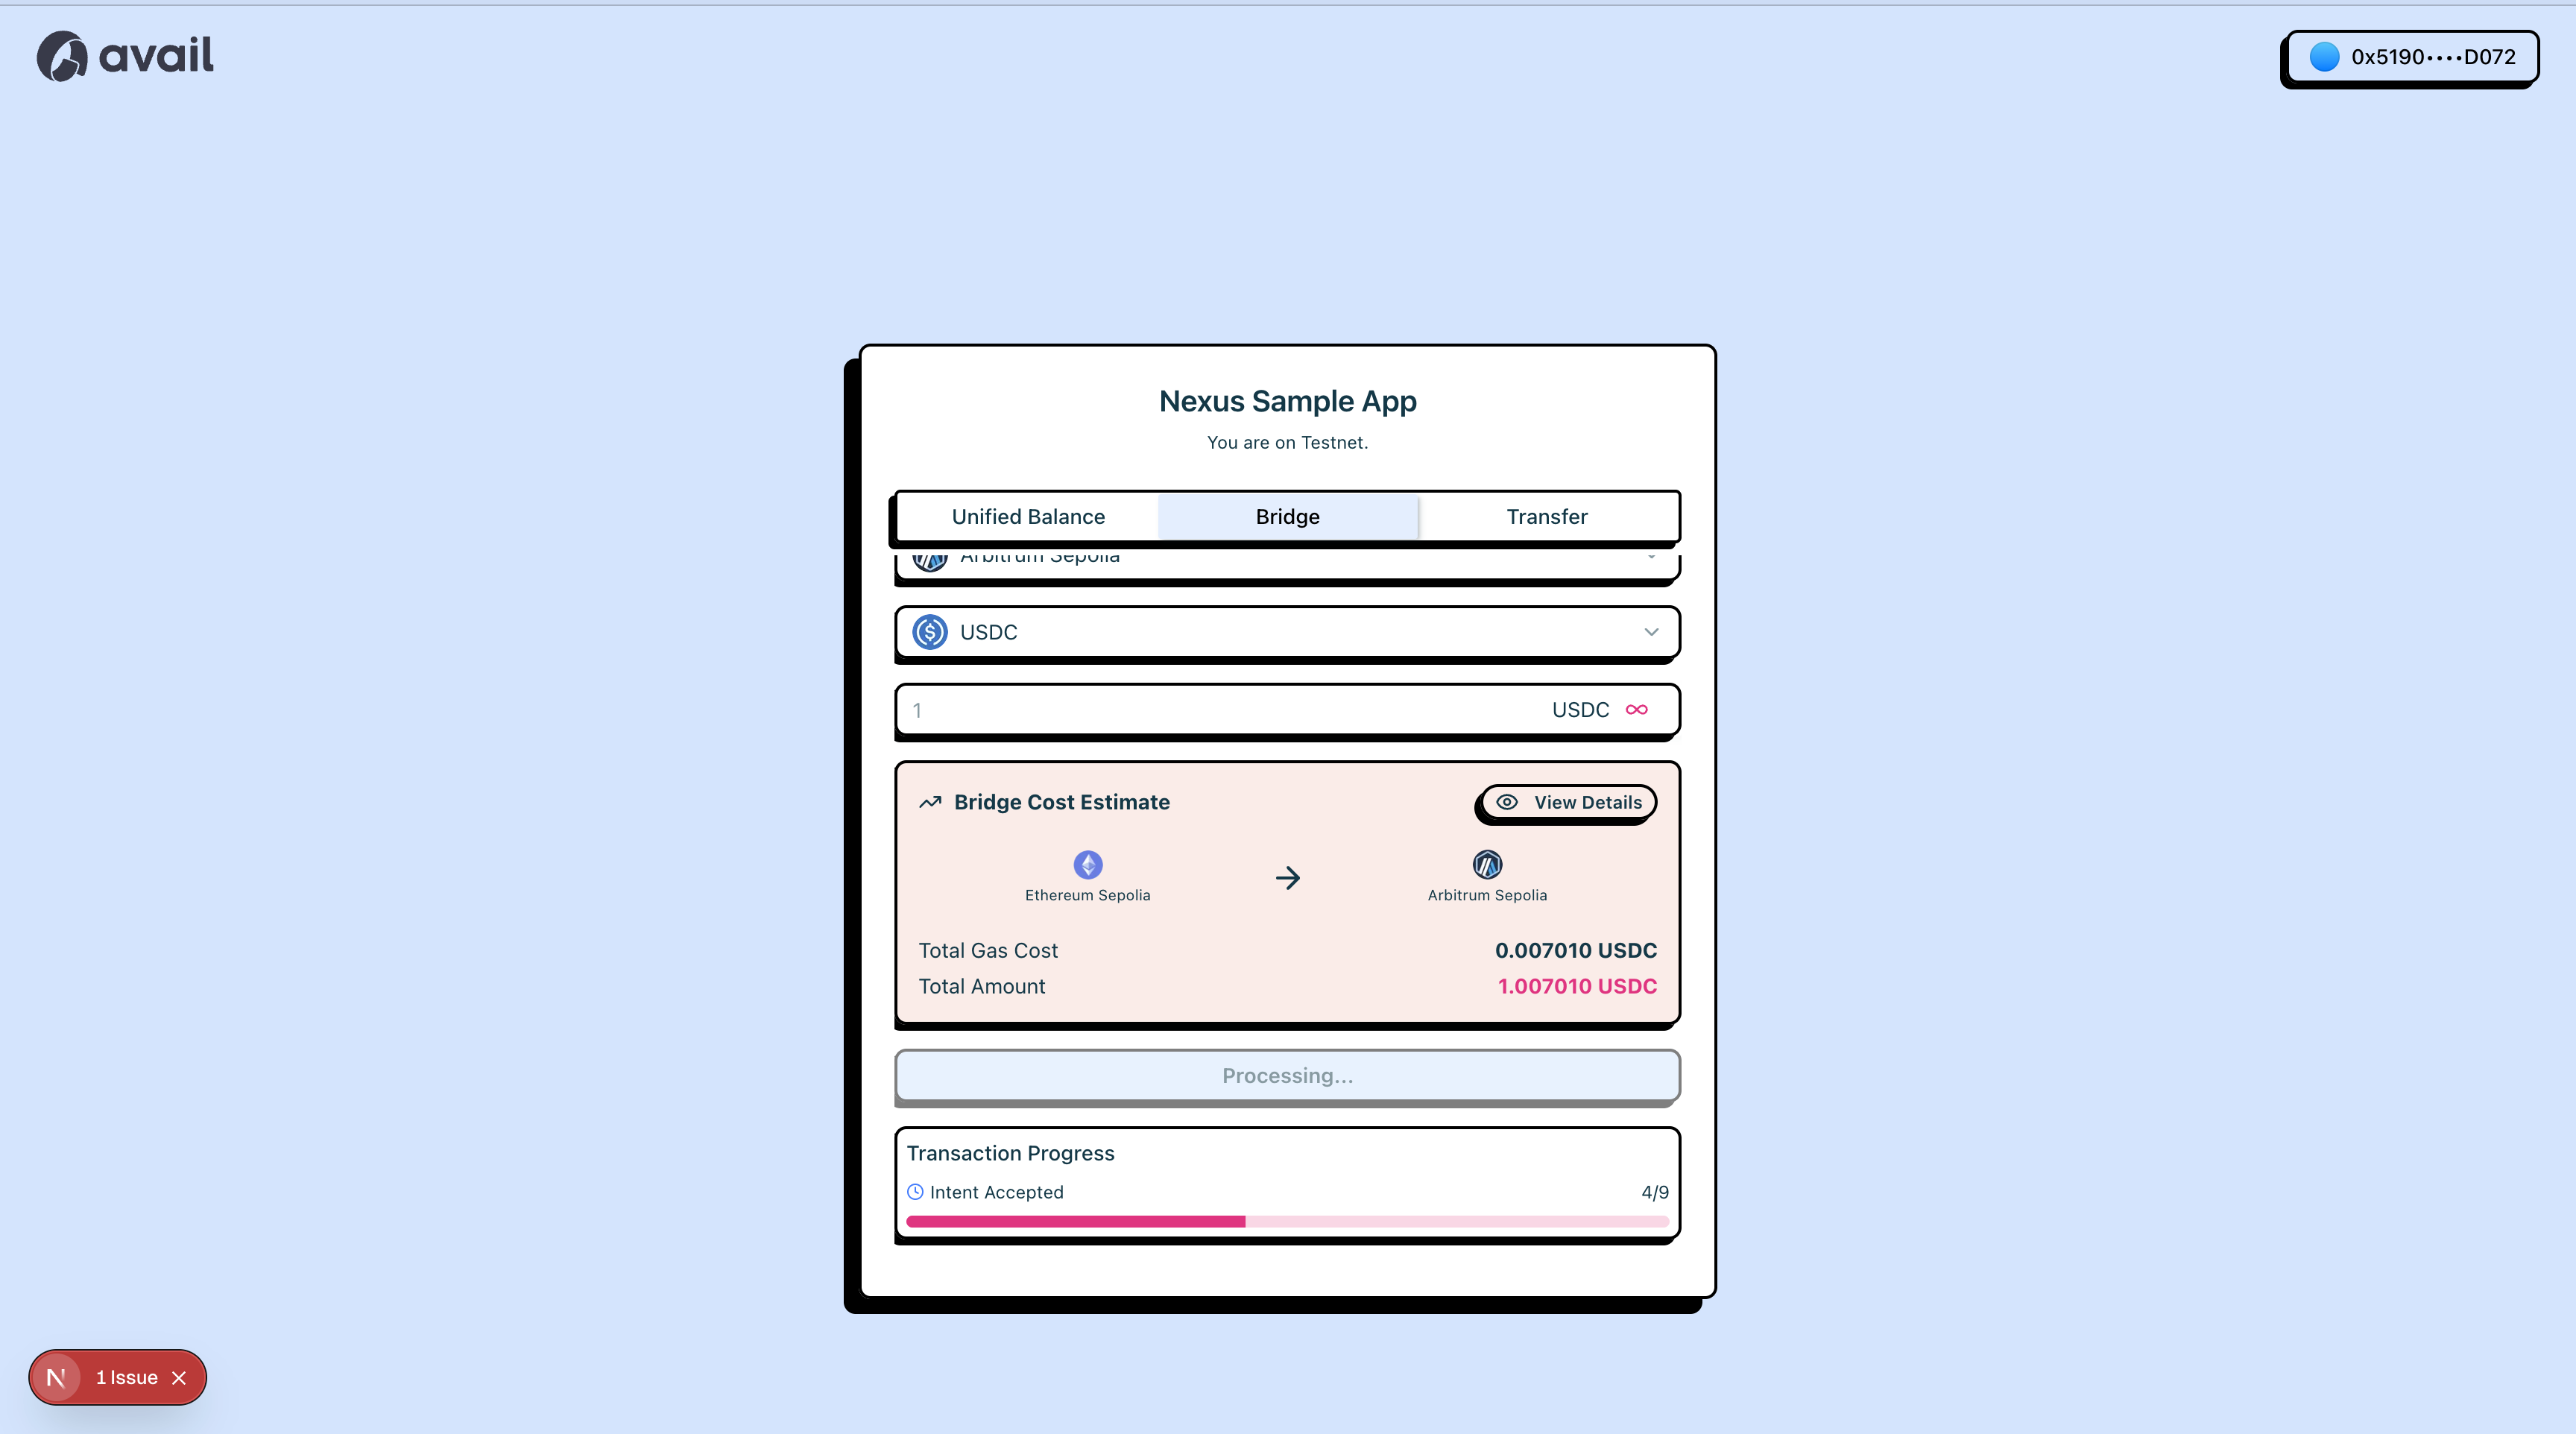 avail
0x5190••••D072
Nexus Sample App
You are on Testnet.
Unified Balance
Bridge
Transfer
Arbitrum Sepolia
USDC
1
USDC
Bridge Cost Estimate
View Details
Ethereum Sepolia
Arbitrum Sepolia
Total Gas Cost
0.007010 USDC
Total Amount
1.007010 USDC
Processing...
Transaction Progress
Intent Accepted
4/9
N
1 Issue